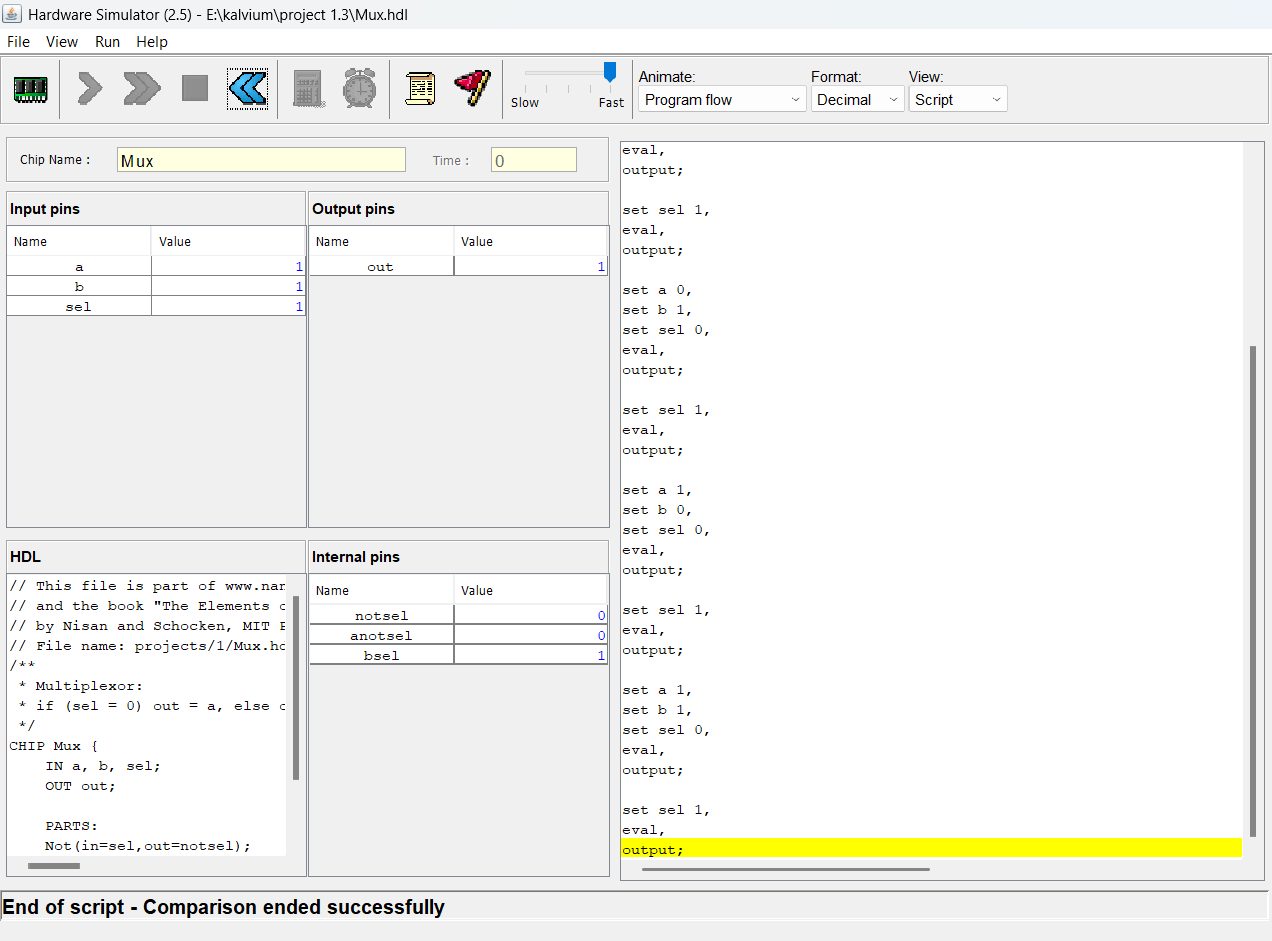 Hardware Simulator (2.5) - E:\kalvium\project 1.3\Mux.hdl
File View Run Help
Slow Fast
Animate: Format: View:
Program flow Decimal Script
Chip Name : Mux Time : 0
Input pins
Name Value
a 1
b 1
sel 1
Output pins
Name Value
out 1
HDL
// This file is part of www.nan
// and the book "The Elements o
// by Nisan and Schocken, MIT P
// File name: projects/1/Mux.hd
/**
* Multiplexor:
* if (sel = 0) out = a, else o
*/
CHIP Mux {
IN a, b, sel;
OUT out;
PARTS:
Not(in=sel,out=notsel);
Internal pins
Name Value
notsel 0
anotsel 0
bsel 1
eval,
output;
set sel 1,
eval,
output;
set a 0,
set b 1,
set sel 0,
eval,
output;
set sel 1,
eval,
output;
set a 1,
set b 0,
set sel 0,
eval,
output;
set sel 1,
eval,
output;
set a 1,
set b 1,
set sel 0,
eval,
output;
set sel 1,
eval,
output;
End of script - Comparison ended successfully